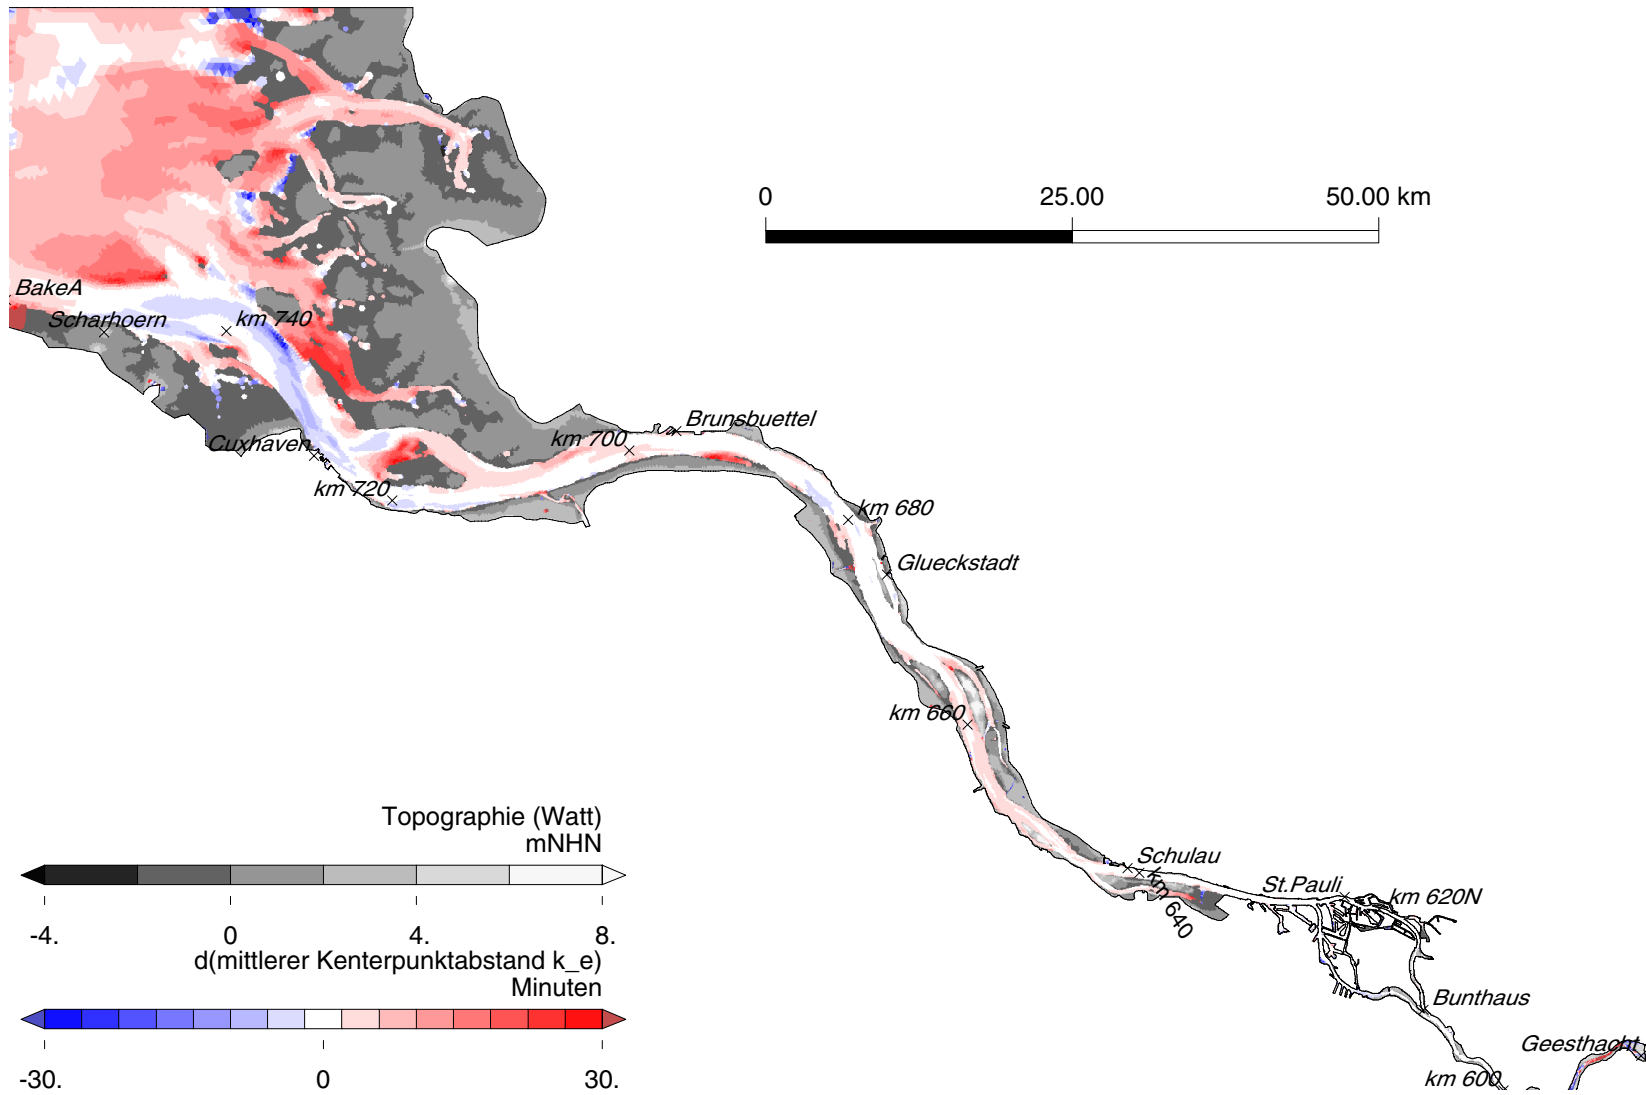 0 25.00 50.00 km
BakeA
Scharhoern
km 740
Brunsbuettel
km 700
Cuxhaven
km 720
km 680
Glueckstadt
km 660
Topographie (Watt)
mNHN
-4. 0 4. 8.
d(mittlerer Kenterpunktabstand k_e)
Minuten
-30. 0 30.
Schulau
km 640
St.Pauli
km 620N
Bunthaus
Geesthacht
km 600